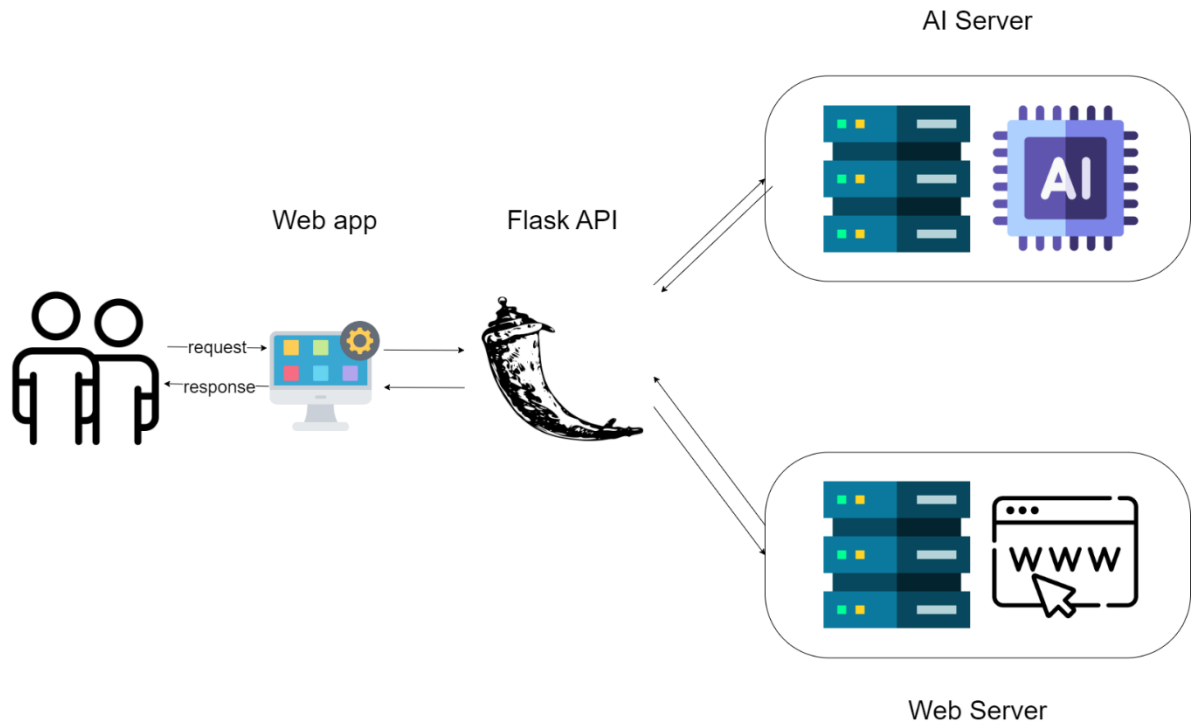 AI Server
AI
Web app
Flask API
request
response
WWW
Web Server